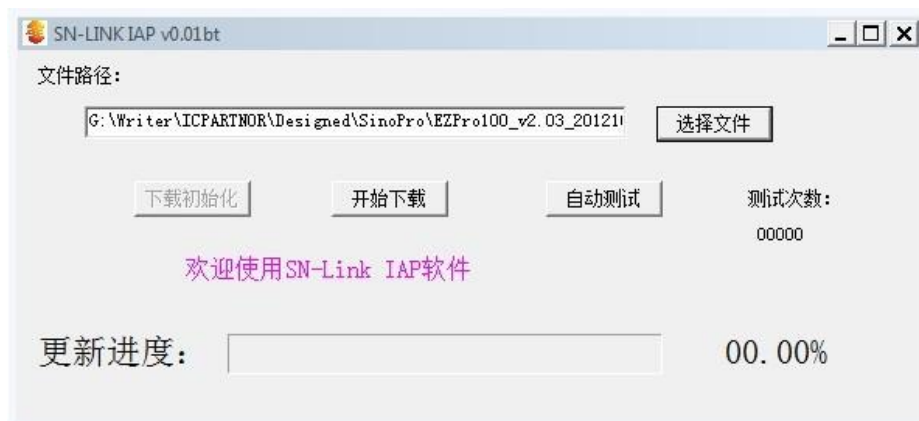 SN-LINK IAP v0.01bt
文件路径：
G:\Writer\ICPARTNOR\Designed\SinoPro\EZPro100_v2.03_20121
选择文件
下载初始化 开始下载 自动测试 测试次数：
00000
欢迎使用SN-Link IAP软件
更新进度： 00.00%